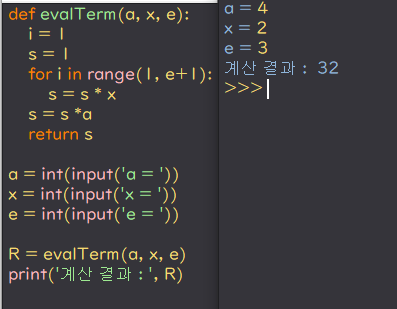 def evalTerm(a, x, e):
    i = 1
    s = 1
    for i in range(1, e+1):
        s = s * x
    s = s *a
    return s
a = int(input('a = '))
x = int(input('x = '))
e = int(input('e = '))
R = evalTerm(a, x, e)
print('계산 결과 : ', R)
a = 4
x = 2
e = 3
계산 결과 : 32
>>>